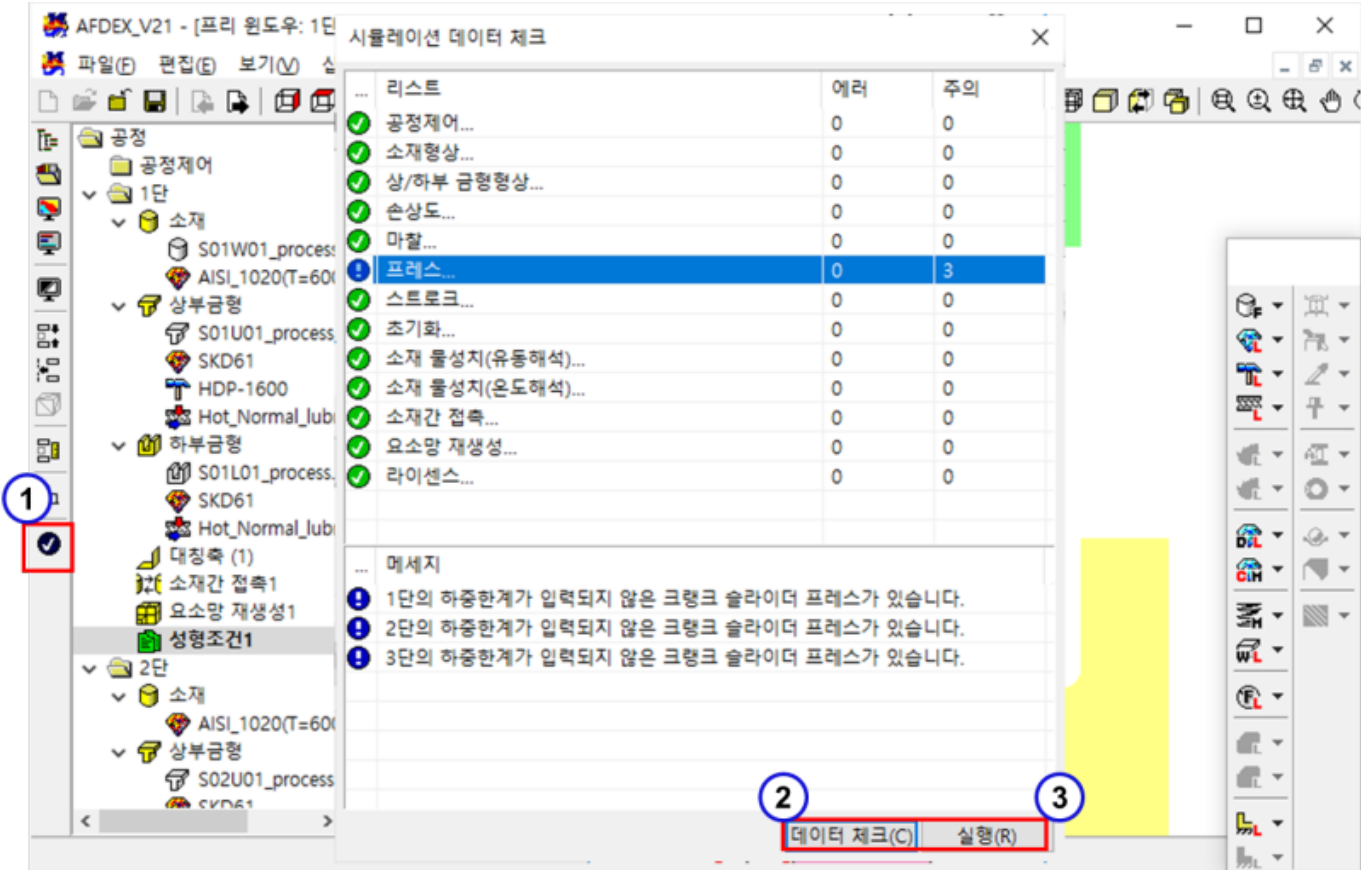 AFDEX_V21 - [프리 윈도우: 1단
파일(F) 편집(E) 보기(V)
공정
공정제어
1단
소재
S01W01_process
AISI_1020(T=600
상부금형
S01U01_process
SKD61
HDP-1600
Hot_Normal_lub
하부금형
S01L01_process.
SKD61
Hot_Normal_lub
대칭축 (1)
소재간 접촉1
요소망 재생성1
성형조건1
2단
소재
AISI_1020(T=600
상부금형
S02U01_process
SKD61
1
시뮬레이션 데이터 체크
... 리스트 에러 주의
공정제어... 0 0
소재형상... 0 0
상/하부 금형형상... 0 0
손상도... 0 0
마찰... 0 0
프레스... 0 3
스트로크... 0 0
초기화... 0 0
소재 물성치(유동해석)... 0 0
소재 물성치(온도해석)... 0 0
소재간 접촉... 0 0
요소망 재생성... 0 0
라이센스... 0 0
... 메세지
1단의 하중한계가 입력되지 않은 크랭크 슬라이더 프레스가 있습니다.
2단의 하중한계가 입력되지 않은 크랭크 슬라이더 프레스가 있습니다.
3단의 하중한계가 입력되지 않은 크랭크 슬라이더 프레스가 있습니다.
2 3
데이터 체크(C) 실행(R)